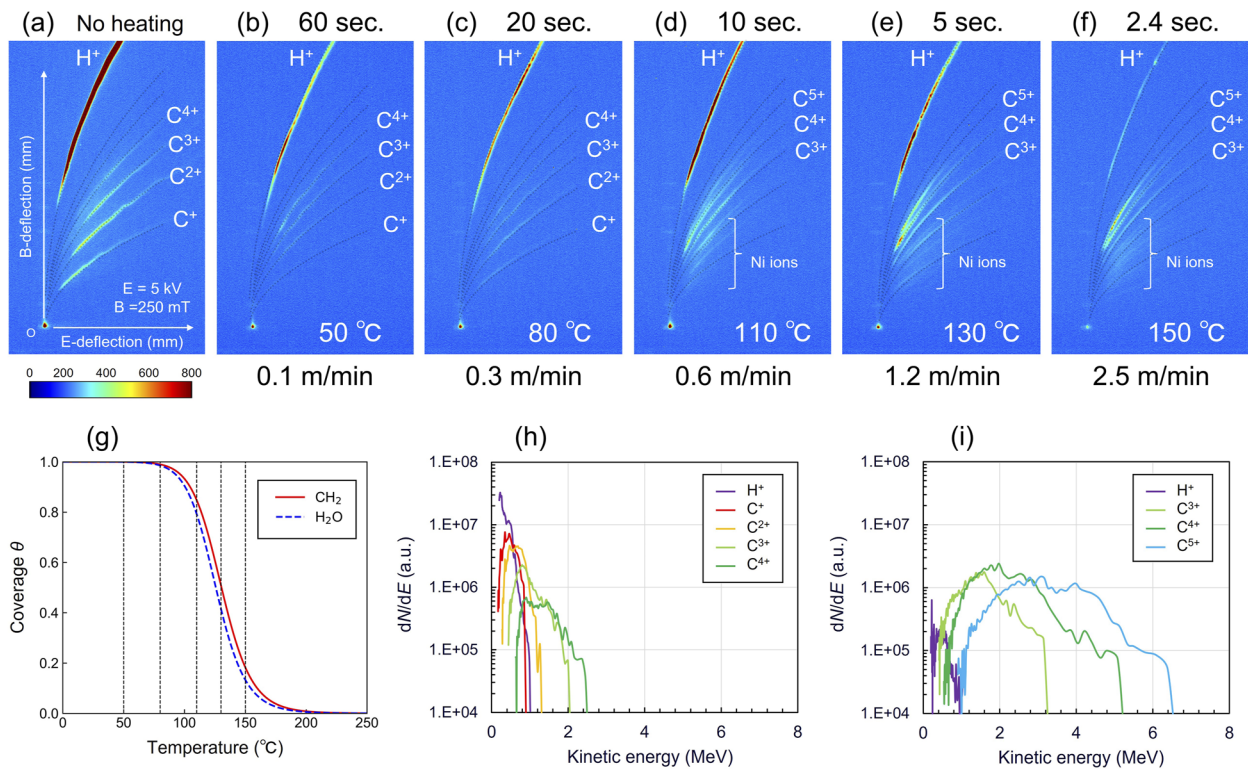 (a) No heating
(b) 60 sec.
(c) 20 sec.
(d) 10 sec.
(e) 5 sec.
(f) 2.4 sec.
H⁺
C⁴⁺
C³⁺
C²⁺
C⁺
B-deflection (mm)
E = 5 kV
B =250 mT
O
E-deflection (mm)
0 200 400 600 800
H⁺
C⁴⁺
C³⁺
C²⁺
C⁺
50 ℃
0.1 m/min
H⁺
C⁴⁺
C³⁺
C²⁺
C⁺
80 ℃
0.3 m/min
H⁺
C⁵⁺
C⁴⁺
C³⁺
Ni ions
110 ℃
0.6 m/min
H⁺
C⁵⁺
C⁴⁺
C³⁺
Ni ions
130 ℃
1.2 m/min
H⁺
C⁵⁺
C⁴⁺
C³⁺
Ni ions
150 ℃
2.5 m/min
(g)
Coverage θ
1.0
0.8
0.6
0.4
0.2
0.0
CH₂
H₂O
0 50 100 150 200 250
Temperature (℃)
(h)
dN/dE (a.u.)
1.E+08
1.E+07
1.E+06
1.E+05
1.E+04
H⁺
C⁺
C²⁺
C³⁺
C⁴⁺
0 2 4 6 8
Kinetic energy (MeV)
(i)
dN/dE (a.u.)
1.E+08
1.E+07
1.E+06
1.E+05
1.E+04
H⁺
C³⁺
C⁴⁺
C⁵⁺
0 2 4 6 8
Kinetic energy (MeV)